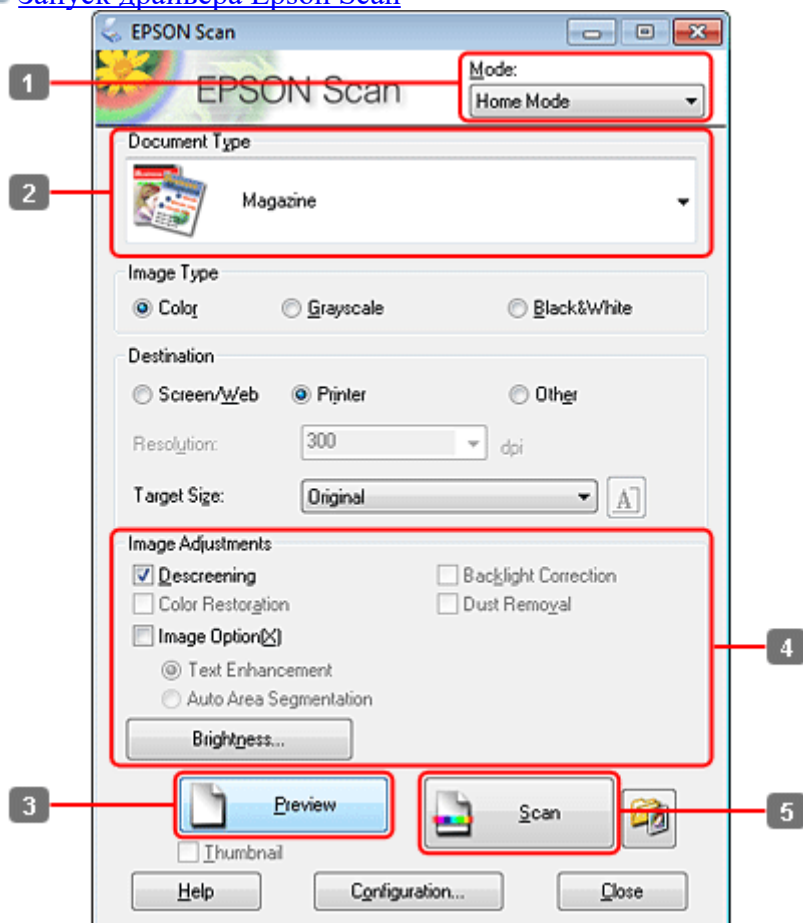 Запуск драйвера Epson Scan
EPSON Scan
EPSON Scan
Mode:
1
Home Mode
Document Type
2
Magazine
Image Type
Color Grayscale Black&White
Destination
Screen/Web Printer Other
Resolution: 300 dpi
Target Size: Original A
Image Adjustments
Descreening Backlight Correction
Color Restoration Dust Removal
Image Option(X)
4
Text Enhancement
Auto Area Segmentation
Brightness...
3 Preview Scan 5
Thumbnail
Help Configuration... Close